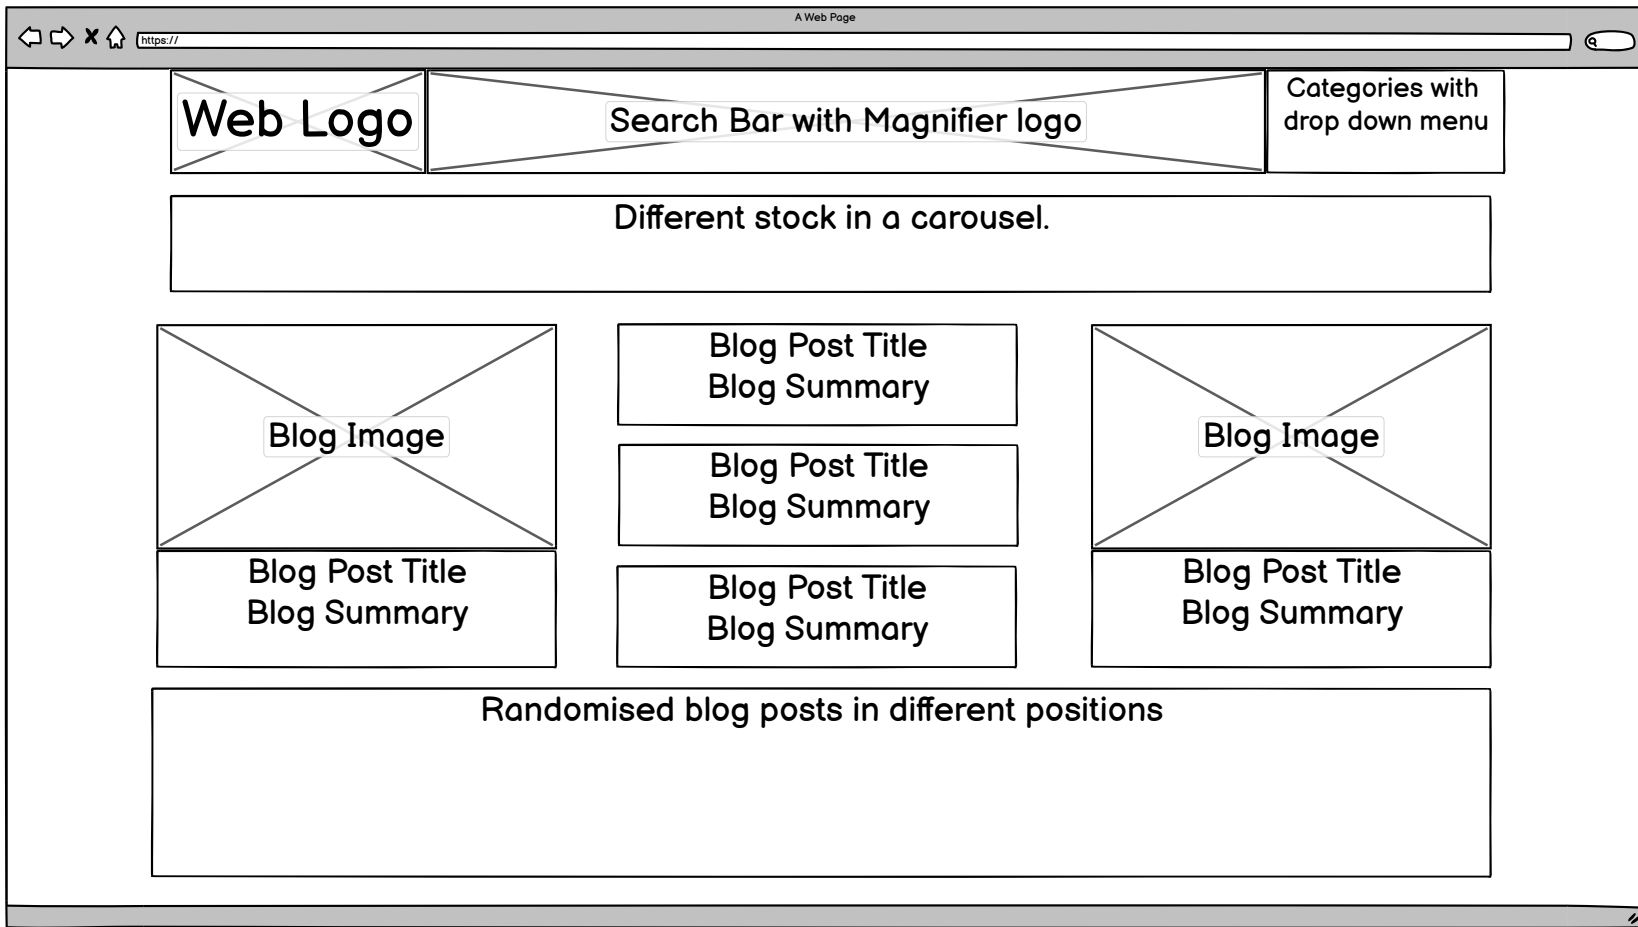 A Web Page
https://
Web Logo
Search Bar with Magnifier logo
Categories with
drop down menu
Different stock in a carousel.
Blog Image
Blog Post Title
Blog Summary
Blog Post Title
Blog Summary
Blog Post Title
Blog Summary
Blog Post Title
Blog Summary
Blog Image
Blog Post Title
Blog Summary
Randomised blog posts in different positions